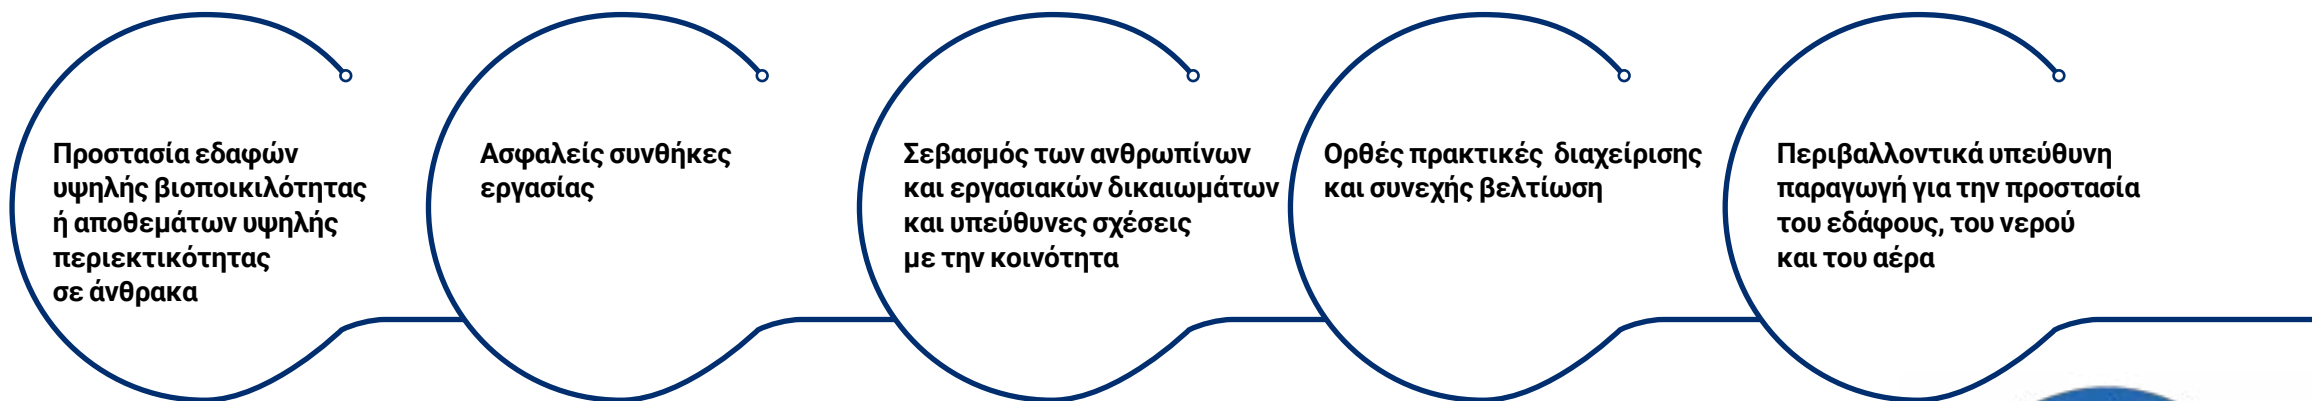 Προστασία εδαφών
υψηλής βιοποικιλότητας
ή αποθεμάτων υψηλής
περιεκτικότητας
σε άνθρακα
Ασφαλείς συνθήκες
εργασίας
Σεβασμός των ανθρωπίνων
και εργασιακών δικαιωμάτων
και υπεύθυνες σχέσεις
με την κοινότητα
Ορθές πρακτικές διαχείρισης
και συνεχής βελτίωση
Περιβαλλοντικά υπεύθυνη
παραγωγή για την προστασία
του εδάφους, του νερού
και του αέρα